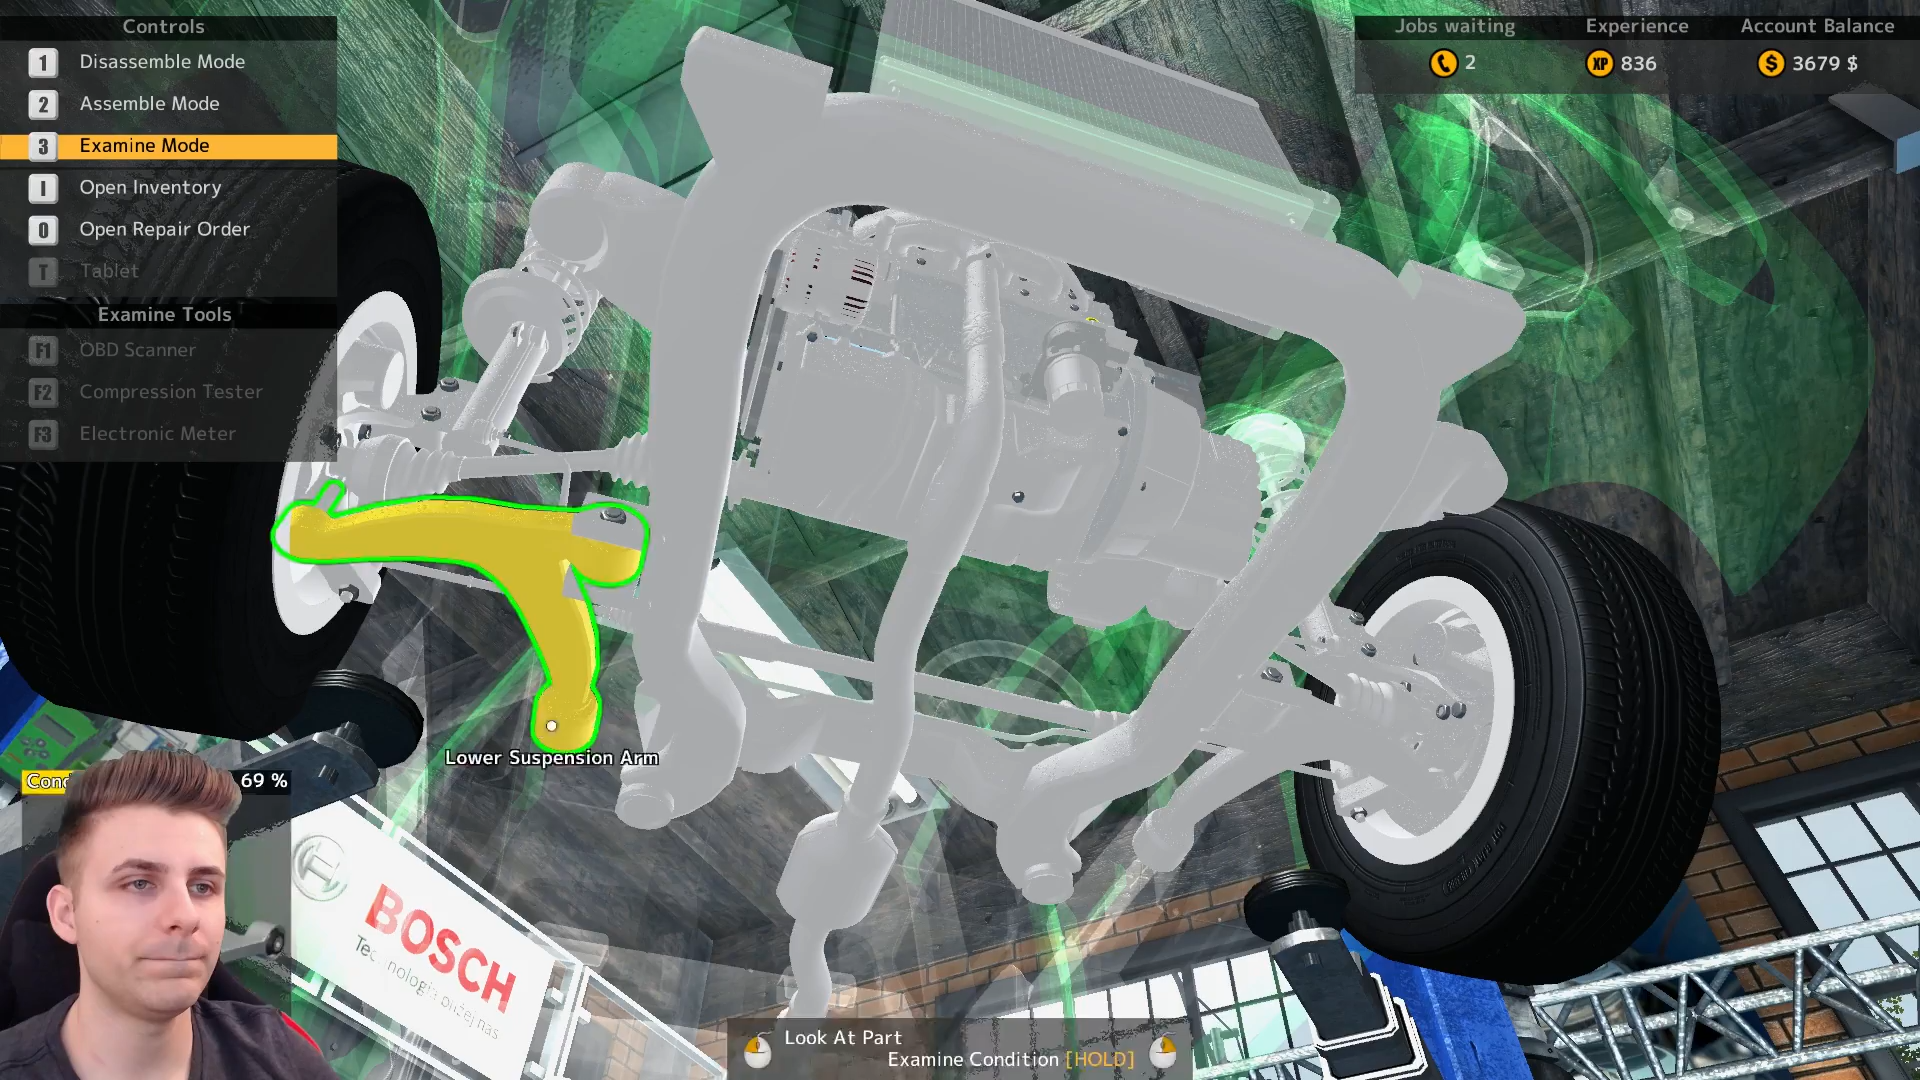 Controls
1 Disassemble Mode
2 Assemble Mode
3 Examine Mode
I Open Inventory
O Open Repair Order
T Tablet
Examine Tools
F1 OBD Scanner
F2 Compression Tester
F3 Electronic Meter
Jobs waiting Experience Account Balance
2 XP 836 $ 3679 $
Lower Suspension Arm
Cond 69 %
BOSCH
Look At Part
Examine Condition [HOLD]